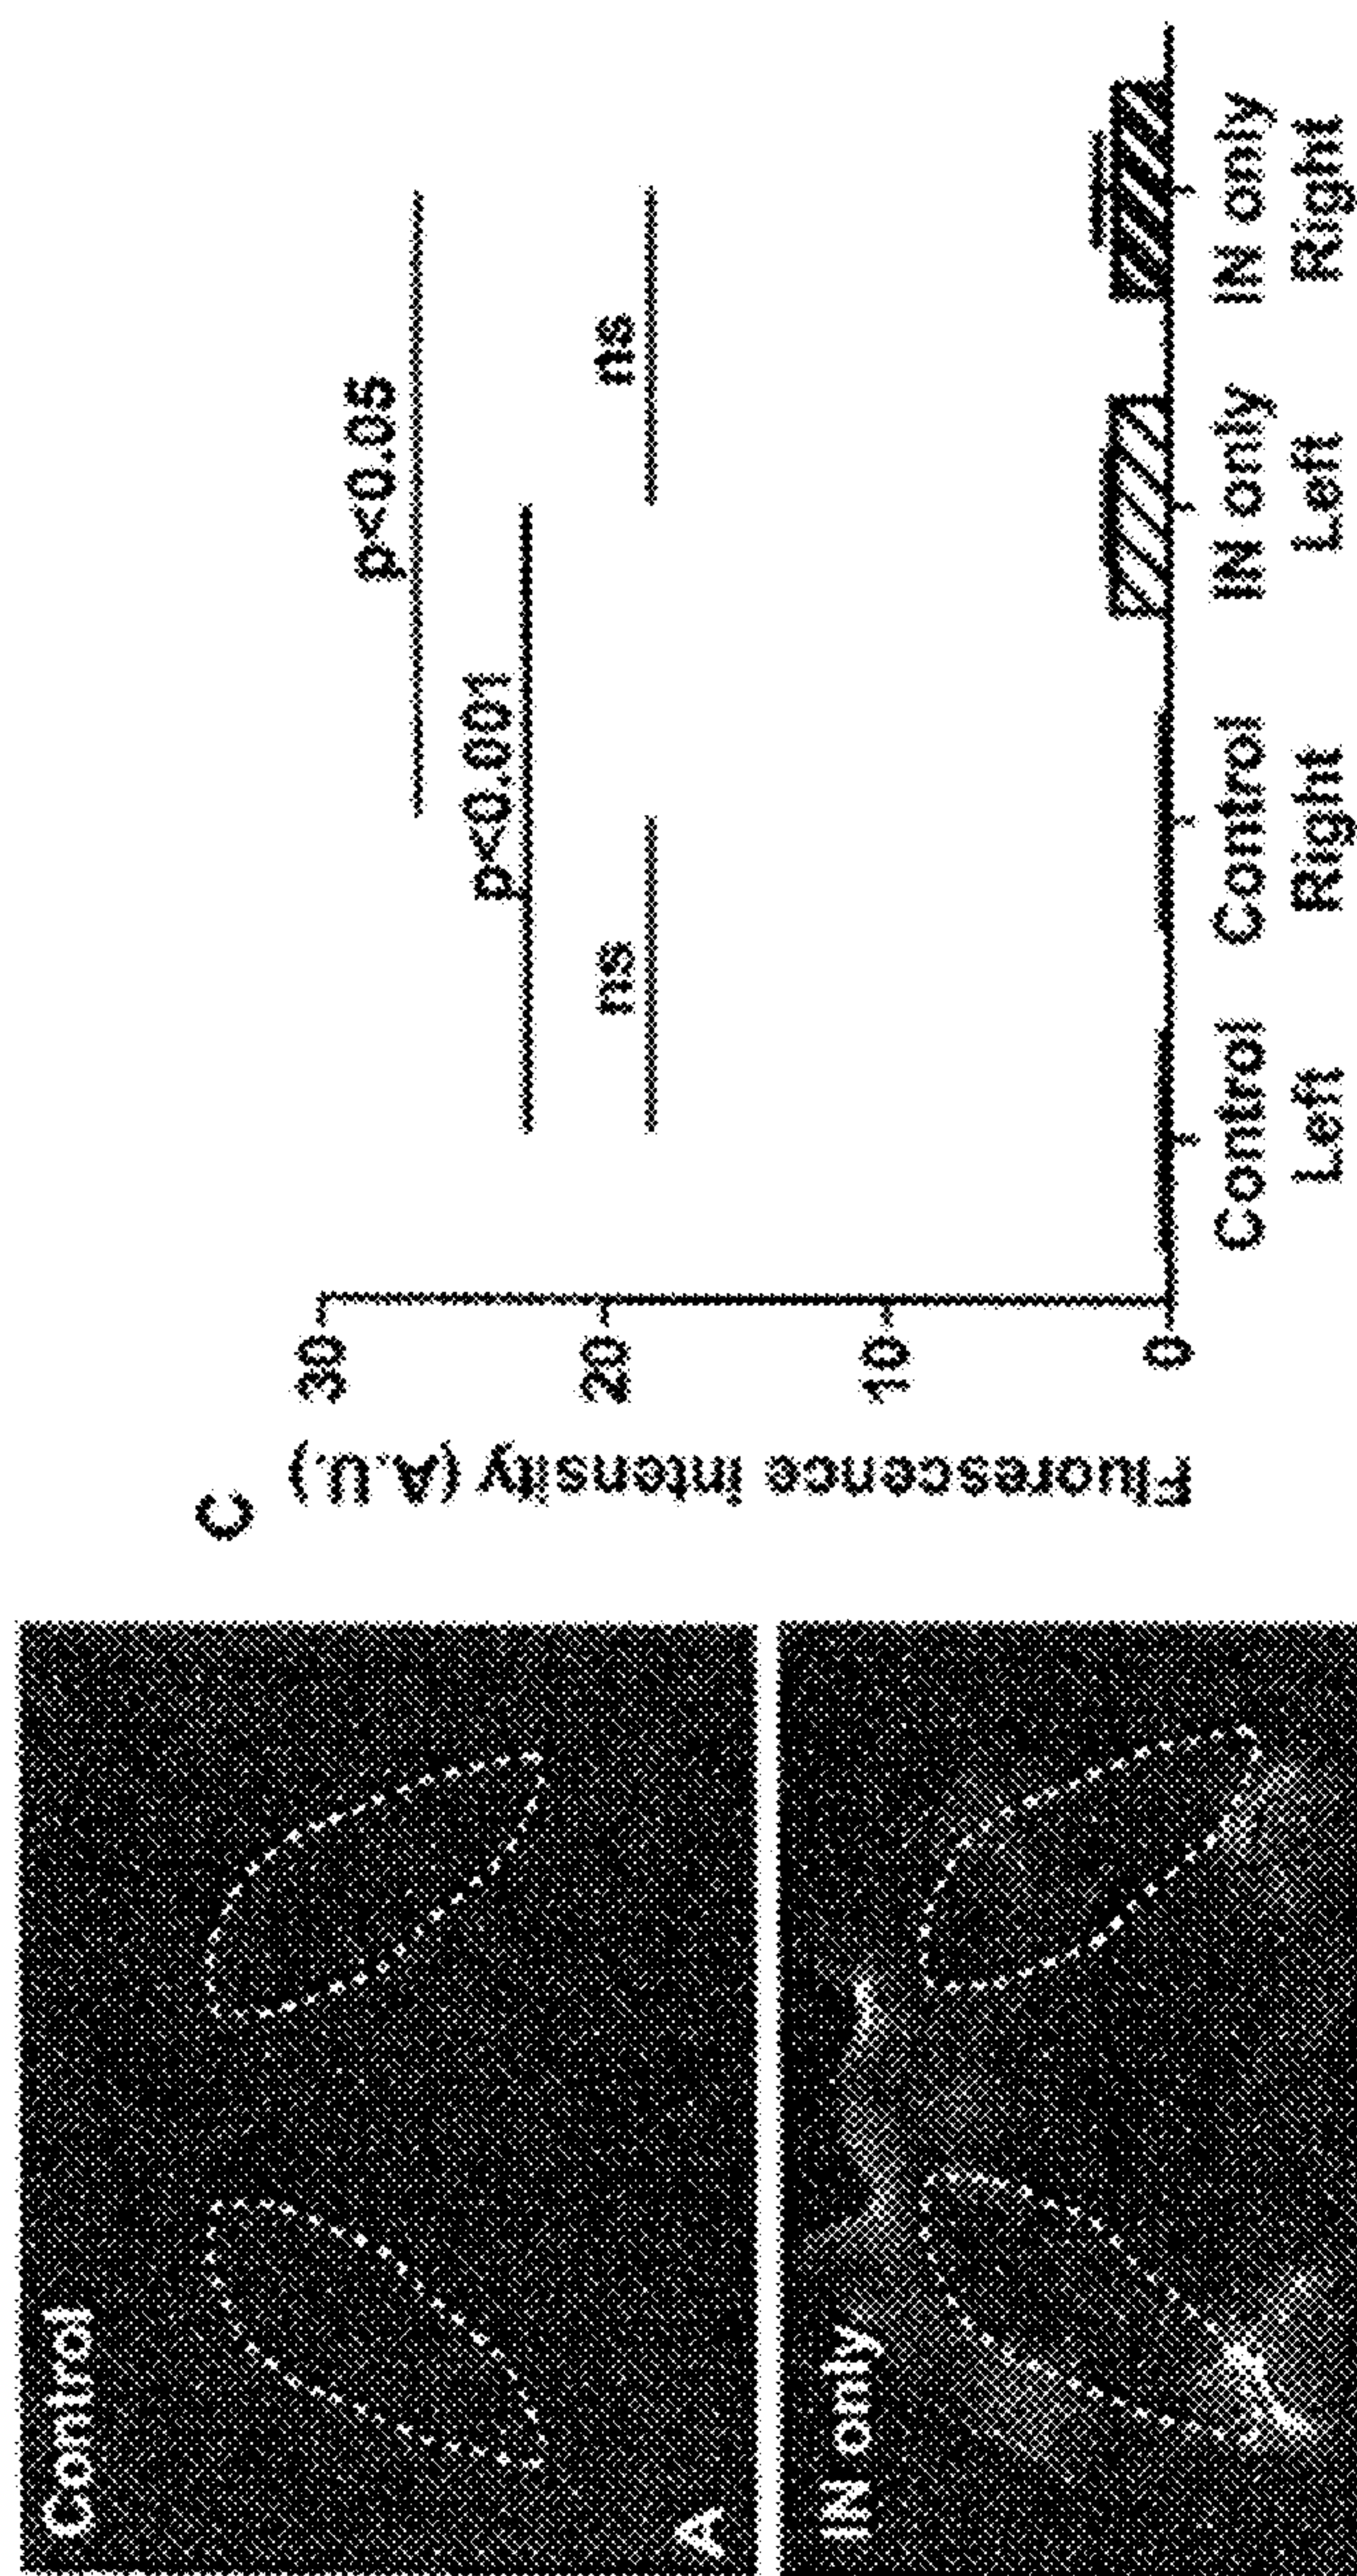 Control
A
IN only
C
Fluorescence intensity (A.U.)
30
20
10
0
p<0.05
p<0.001
ns
ns
Control
Left
Control
Right
IN only
Left
IN only
Right